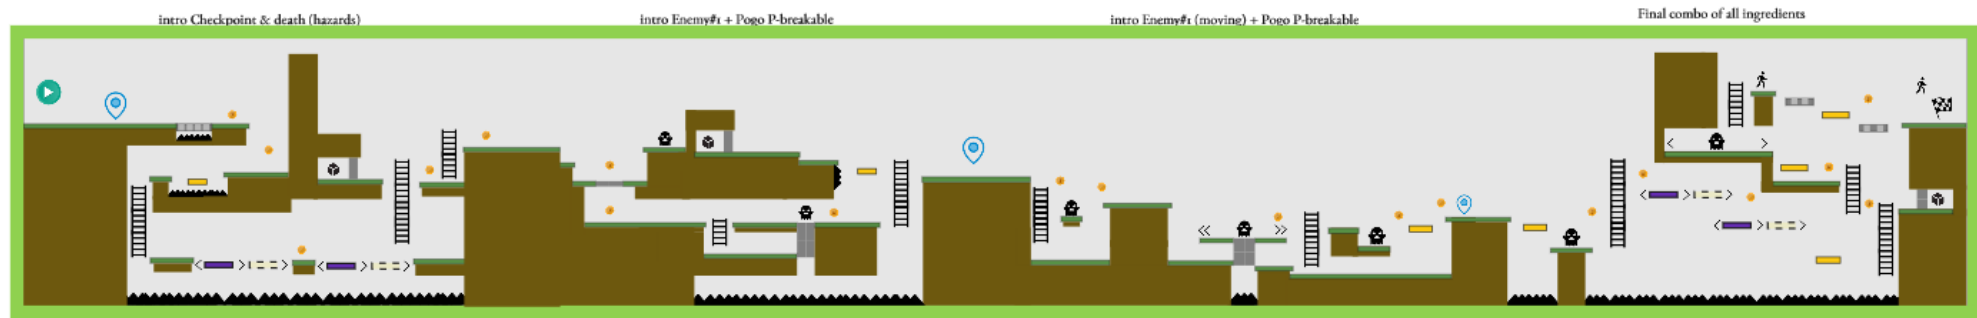 intro Checkpoint & death (hazards)
intro Enemy#1 + Pogo P-breakable
intro Enemy#1 (moving) + Pogo P-breakable
Final combo of all ingredients